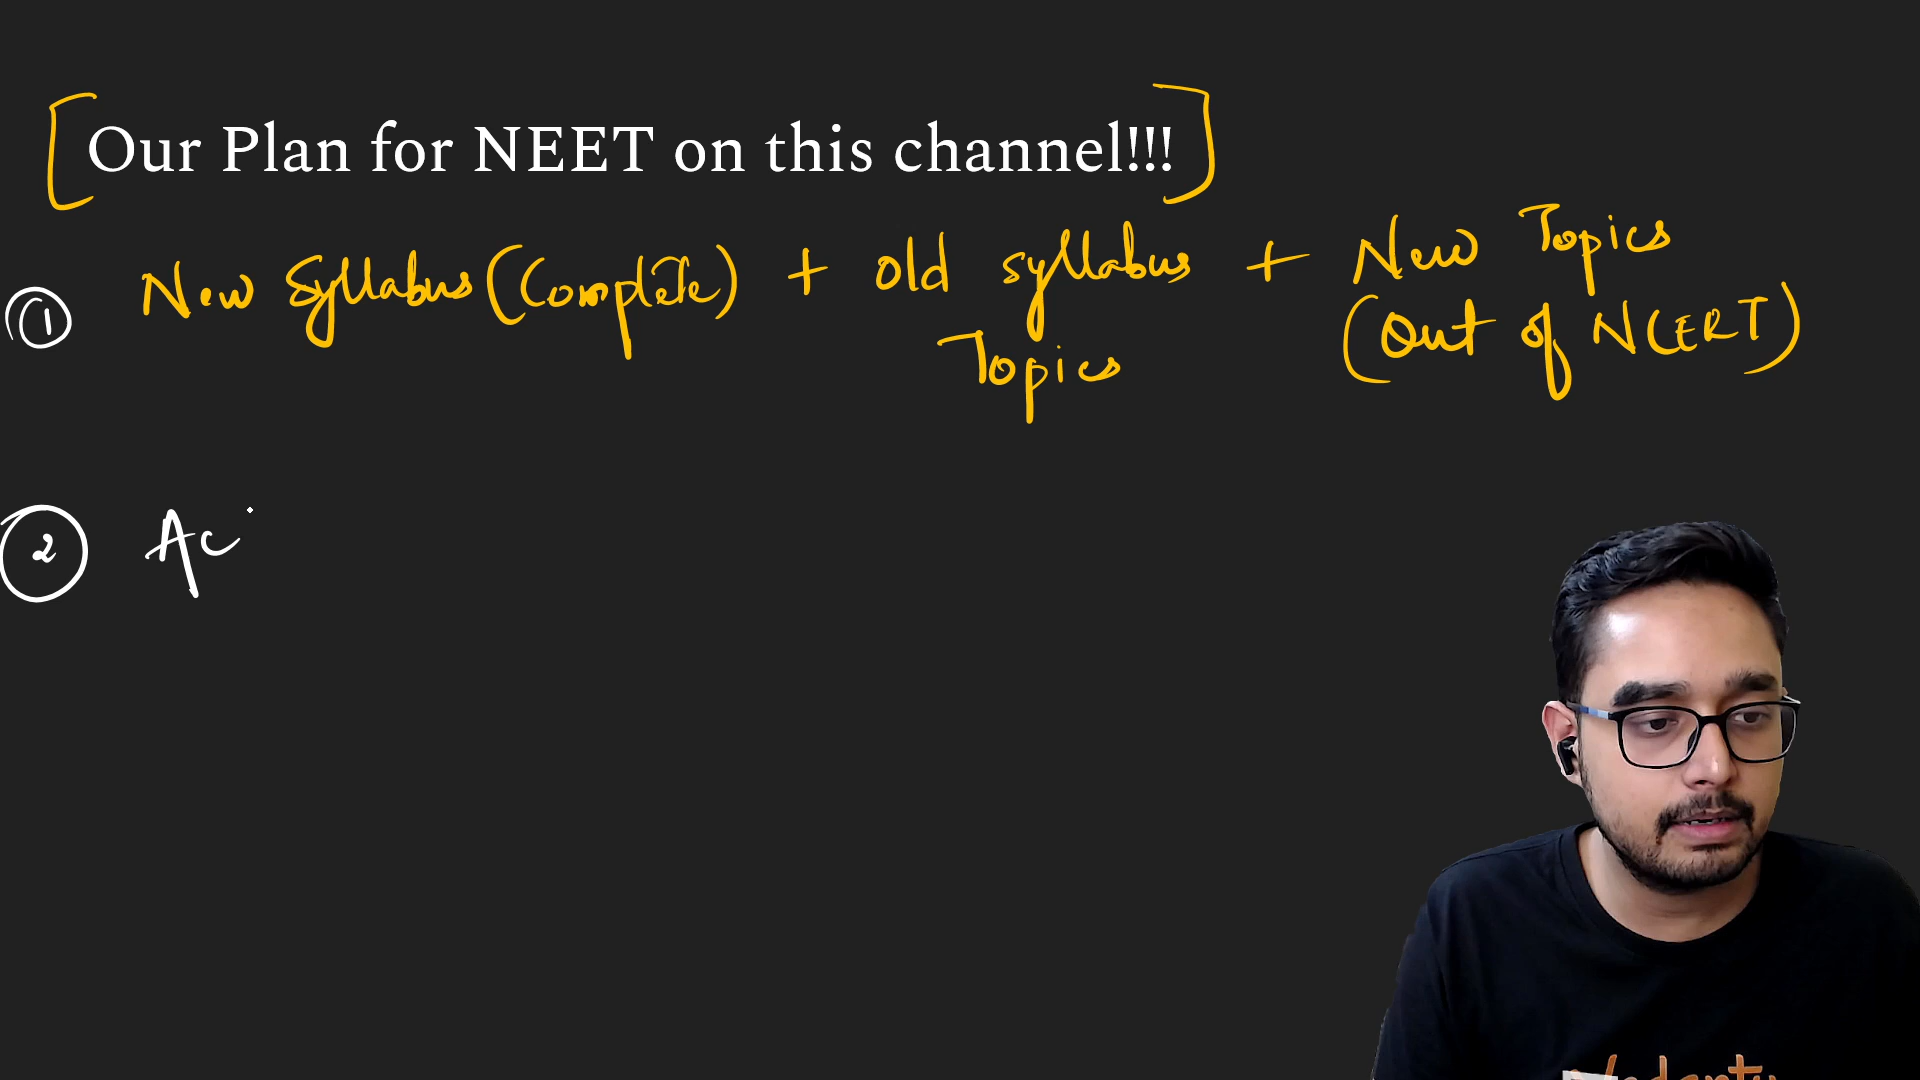 Our Plan for NEET on this channel!!!
① New Syllabus (Complete) + old syllabus Topics + New Topics (Out of NCERT)
② Ac